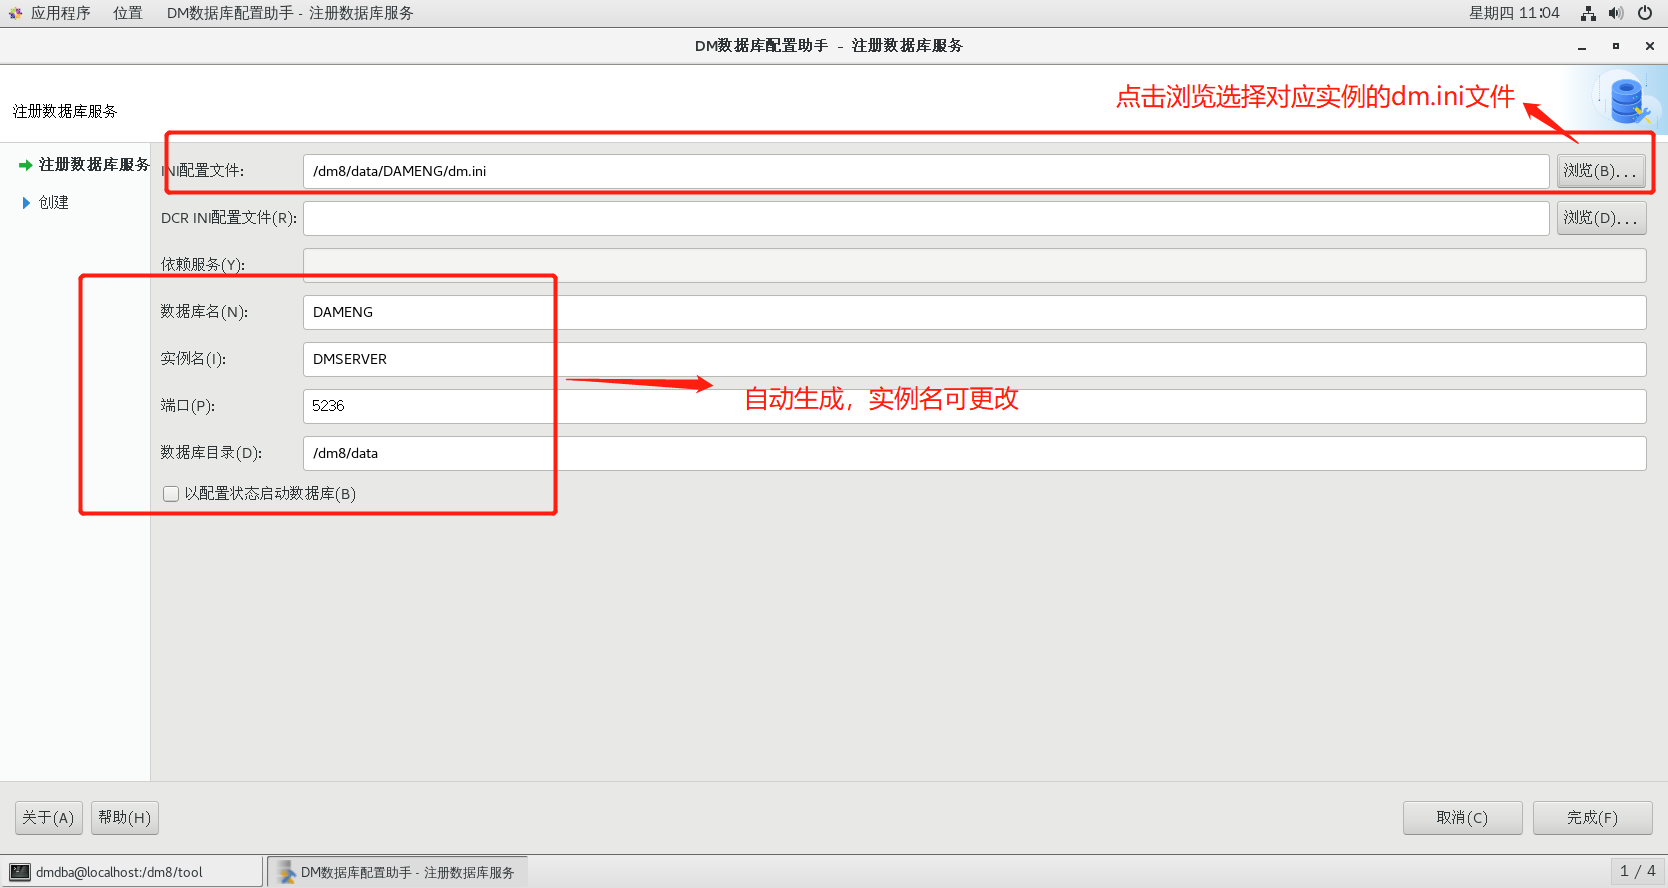 应用程序 位置 DM数据库配置助手 - 注册数据库服务 星期四 11:04
DM数据库配置助手 - 注册数据库服务
点击浏览选择对应实例的dm.ini文件
注册数据库服务
注册数据库服务
创建
INI配置文件: /dm8/data/DAMENG/dm.ini 浏览(B)...
DCR INI配置文件(R): 浏览(D)...
依赖服务(Y):
数据库名(N): DAMENG
实例名(I): DMSERVER
端口(P): 5236
自动生成，实例名可更改
数据库目录(D): /dm8/data
以配置状态启动数据库(B)
关于(A) 帮助(H) 取消(C) 完成(F)
dmdba@localhost:/dm8/tool DM数据库配置助手 - 注册数据库服务 1 / 4